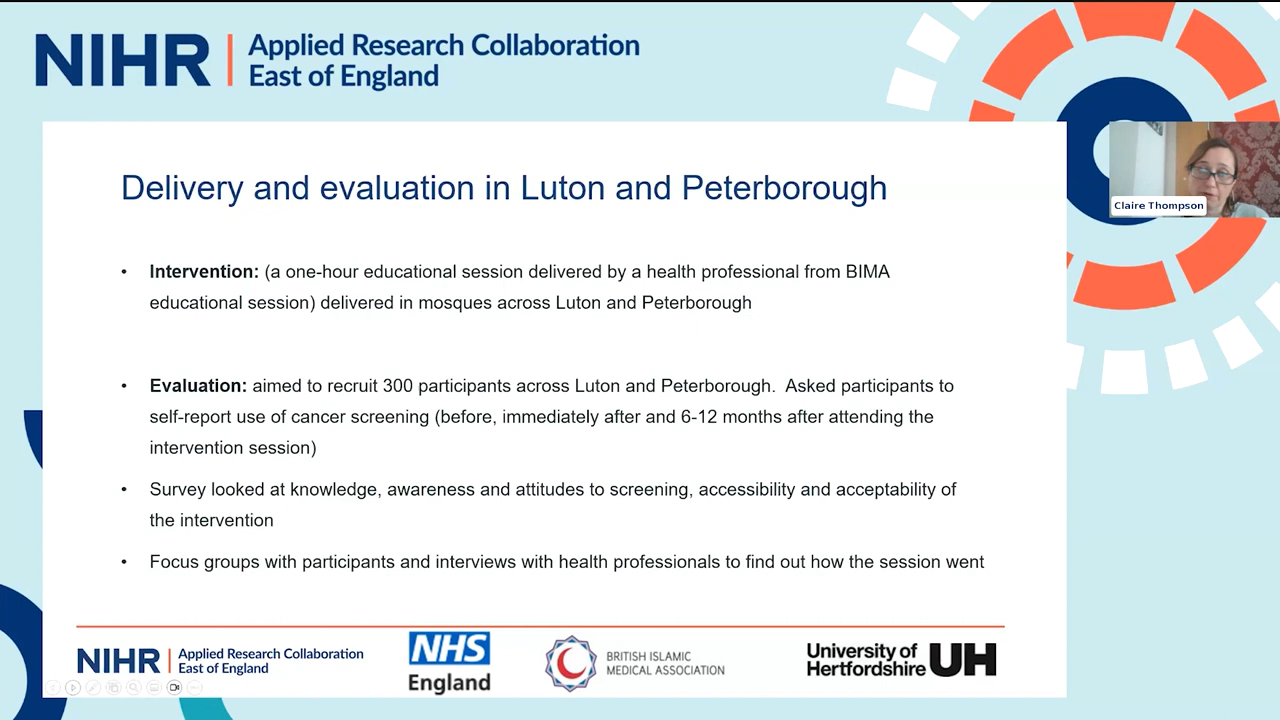 NIHR | Applied Research Collaboration
East of England
Delivery and evaluation in Luton and Peterborough
Claire Thompson
• Intervention: (a one-hour educational session delivered by a health professional from BIMA
educational session) delivered in mosques across Luton and Peterborough
• Evaluation: aimed to recruit 300 participants across Luton and Peterborough.  Asked participants to
self-report use of cancer screening (before, immediately after and 6-12 months after attending the
intervention session)
• Survey looked at knowledge, awareness and attitudes to screening, accessibility and acceptability of
the intervention
• Focus groups with participants and interviews with health professionals to find out how the session went
NIHR | Applied Research Collaboration
East of England
NHS
England
BRITISH ISLAMIC
MEDICAL ASSOCIATION
University of
Hertfordshire UH